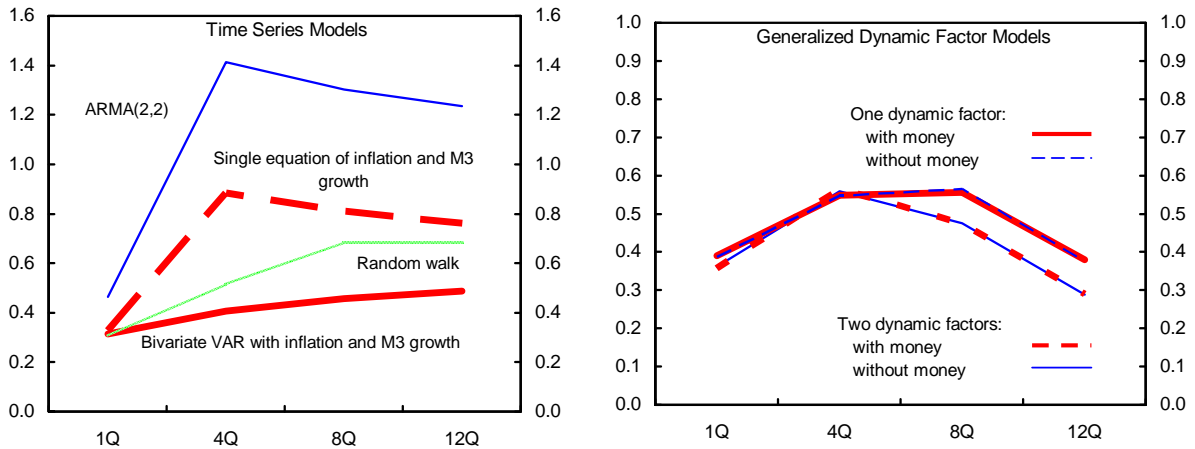 Time Series Models
1.6
1.4
1.2
1.0
0.8
0.6
0.4
0.2
0.0
1.6
1.4
1.2
1.0
0.8
0.6
0.4
0.2
0.0
ARMA(2,2)
Single equation of inflation and M3
growth
Random walk
Bivariate VAR with inflation and M3 growth
1Q 4Q 8Q 12Q
Generalized Dynamic Factor Models
1.0
0.9
0.8
0.7
0.6
0.5
0.4
0.3
0.2
0.1
0.0
1.0
0.9
0.8
0.7
0.6
0.5
0.4
0.3
0.2
0.1
0.0
One dynamic factor:
with money
without money
Two dynamic factors:
with money
without money
1Q 4Q 8Q 12Q